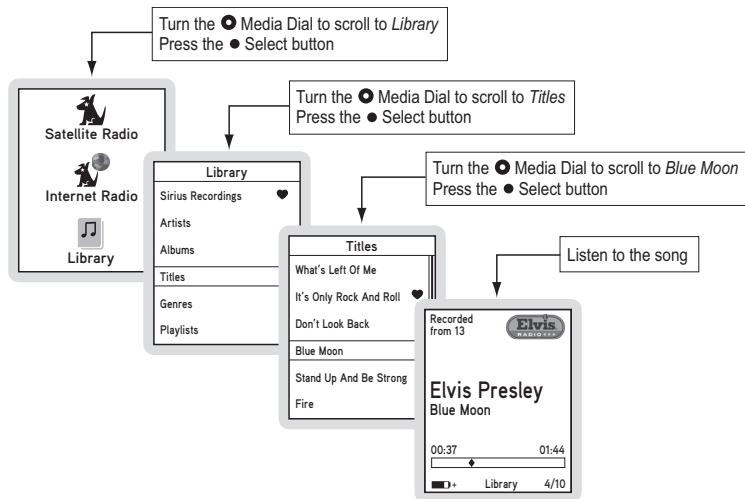 Turn the Media Dial to scroll to Library
Press the Select button
Turn the Media Dial to scroll to Titles
Press the Select button
Turn the Media Dial to scroll to Blue Moon
Press the Select button
Listen to the song
Satellite Radio
Internet Radio
Library
Library
Sirius Recordings
Artists
Albums
Titles
Genres
Playlists
Titles
What's Left Of Me
It's Only Rock And Roll
Don't Look Back
Blue Moon
Stand Up And Be Strong
Fire
Recorded
from 13
Elvis
RADIO
Elvis Presley
Blue Moon
00:37 01:44
+ Library 4/10